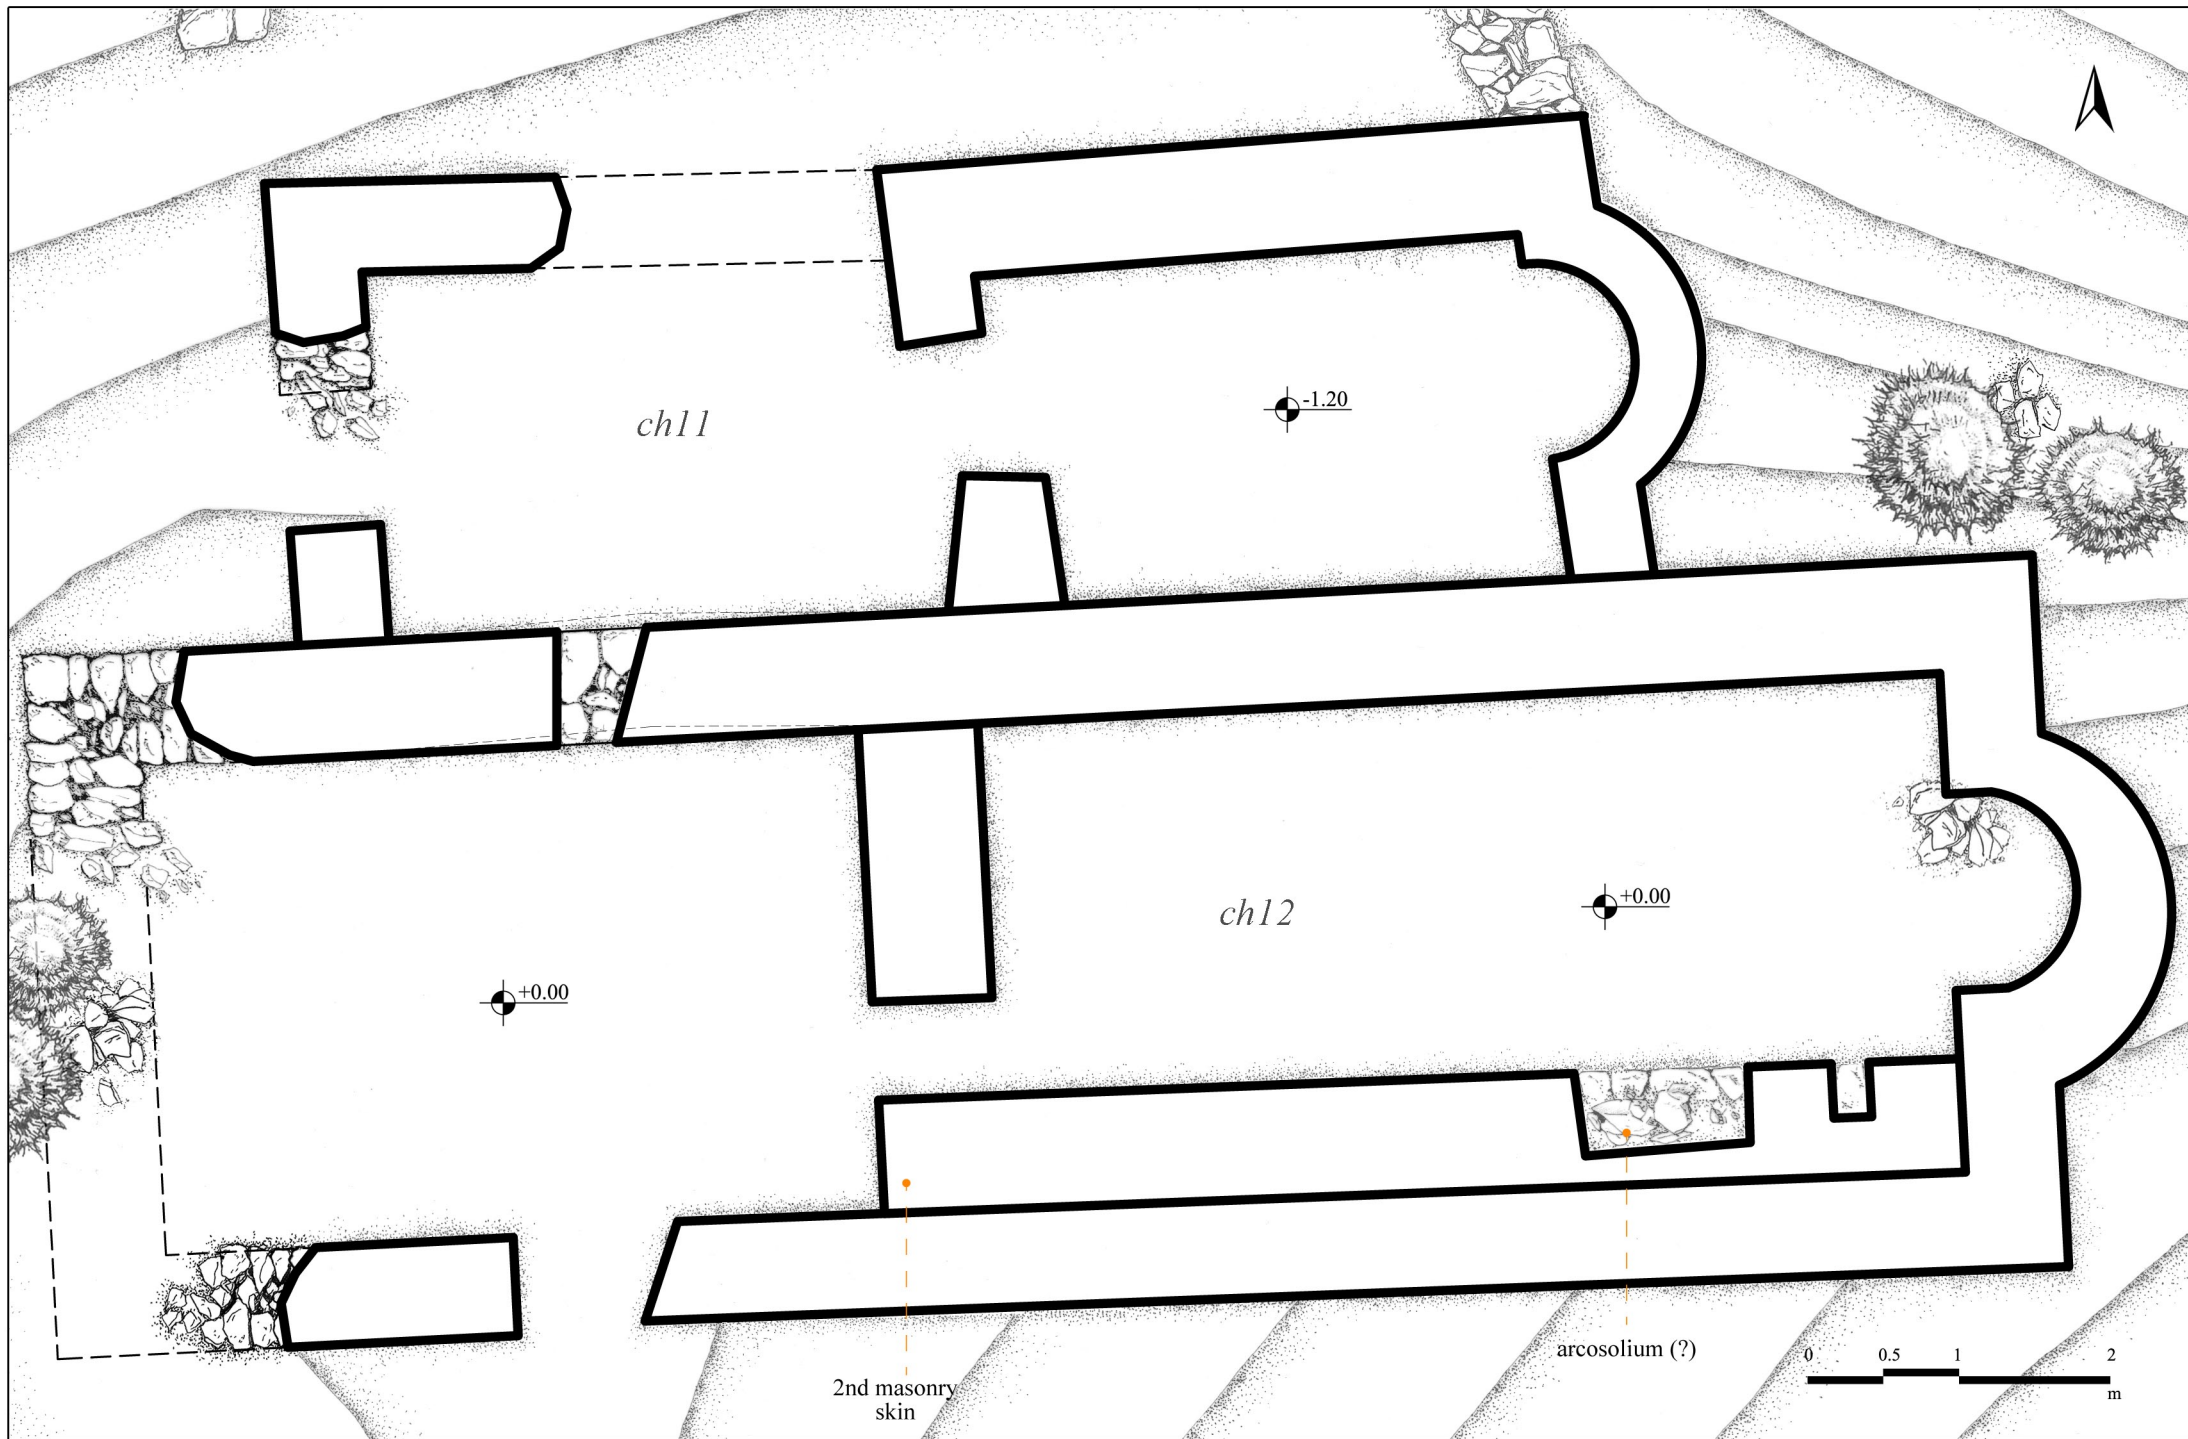 -1.20
ch11
+0.00
ch12
+0.00
arcosolium (?)
0 0.5 1 2
m
2nd masonry
skin